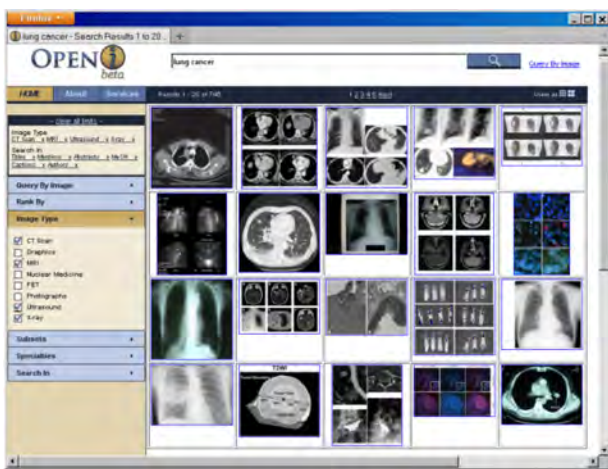 Firefox
lung cancer - Search Results 1 to 20 ...
OPENi
beta
lung cancer
Query By Image
HOME About Services
Results 1 - 20 of
1 2 3 4 5 Next
View as
clear all limits
Image Type
CT Scan x MRI x Ultrasound x X-ray x
Search In
Titles x Mentions x Abstracts x MeSH x
Captions x Authors x
Query By Image
Rank By
Image Type
CT Scan
Graphics
MRI
Nuclear Medicine
PET
Photographs
Ultrasound
X-ray
Subsets
Specialties
Search In
T2WI